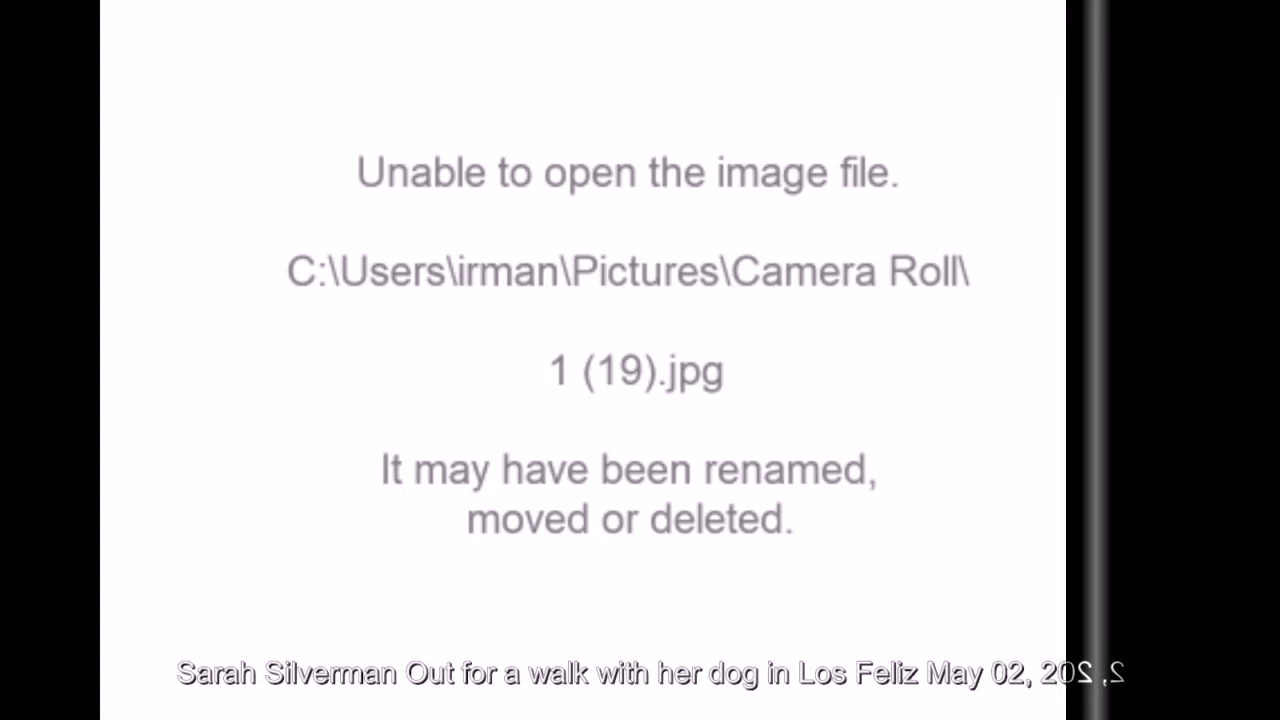 Unable to open the image file.
C:\Users\irman\Pictures\Camera Roll\
1 (19).jpg
It may have been renamed,
moved or deleted.
Sarah Silverman Out for a walk with her dog in Los Feliz May 02, 202